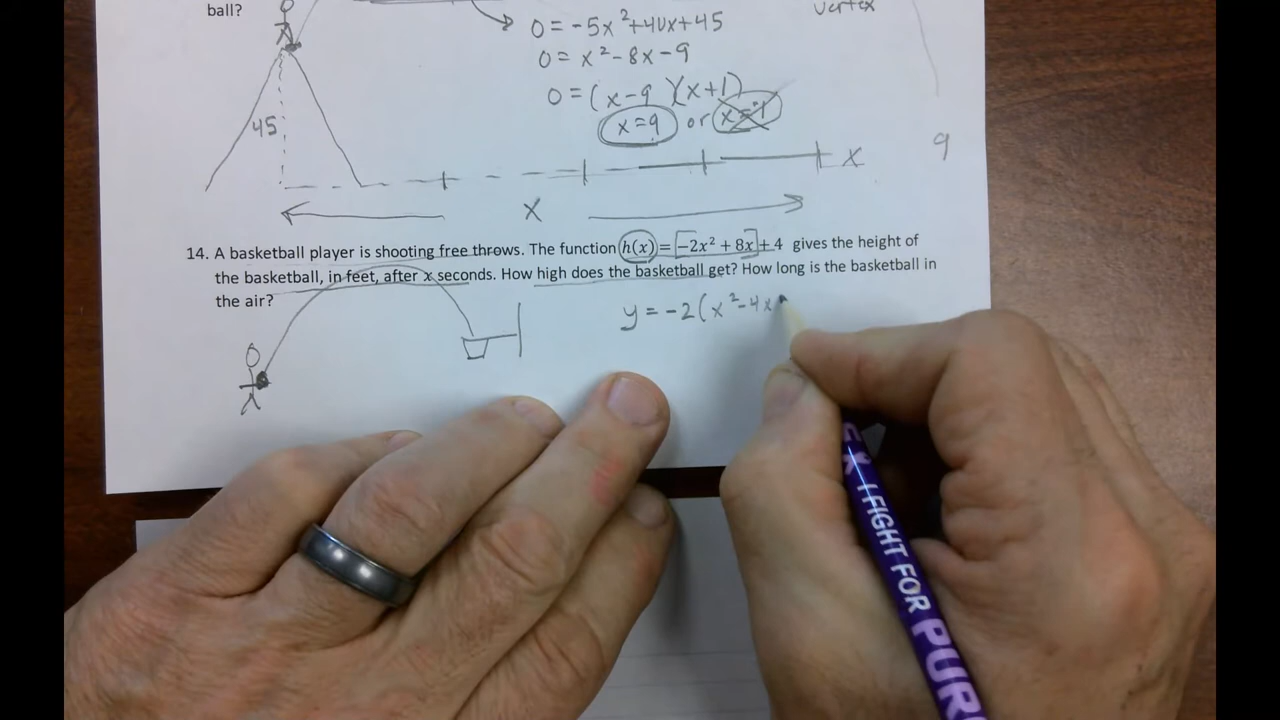 ball?
vertex
0 = -5x² + 40x + 45
0 = x² - 8x - 9
0 = (x - 9)(x + 1)
x = 9 or x = -1
45
x
9
x
14. A basketball player is shooting free throws. The function h(x) = [-2x² + 8x] + 4 gives the height of
the basketball, in feet, after x seconds. How high does the basketball get? How long is the basketball in
the air?
y = -2(x² - 4x
I FIGHT FOR PUR